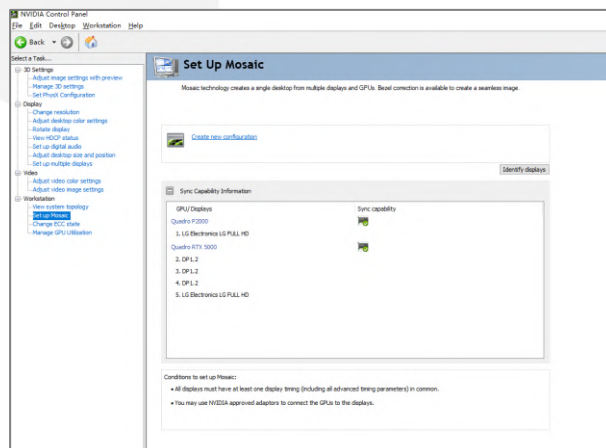 NVIDIA Control Panel
File Edit Desktop Workstation Help
Back
Select a Task...
3D Settings
Adjust image settings with preview
Manage 3D settings
Set PhysX Configuration
Display
Change resolution
Adjust desktop color settings
Rotate display
View HDCP status
Set up digital audio
Adjust desktop size and position
Set up multiple displays
Video
Adjust video color settings
Adjust video image settings
Workstation
View system topology
Set up Mosaic
Change ECC state
Manage GPU Utilization
Set Up Mosaic
Mosaic technology creates a single desktop from multiple displays and GPUs. Bezel correction is available to create a seamless image.
Create new configuration
Identify displays
Sync Capability Information
GPU/Displays Sync capability
Quadro P2000
1. LG Electronics LG FULL HD
Quadro RTX 5000
2. DP1.2
3. DP1.2
4. DP1.2
5. LG Electronics LG FULL HD
Conditions to set up Mosaic:
• All displays must have at least one display timing (including all advanced timing parameters) in common.
• You may use NVIDIA approved adaptors to connect the GPUs to the displays.